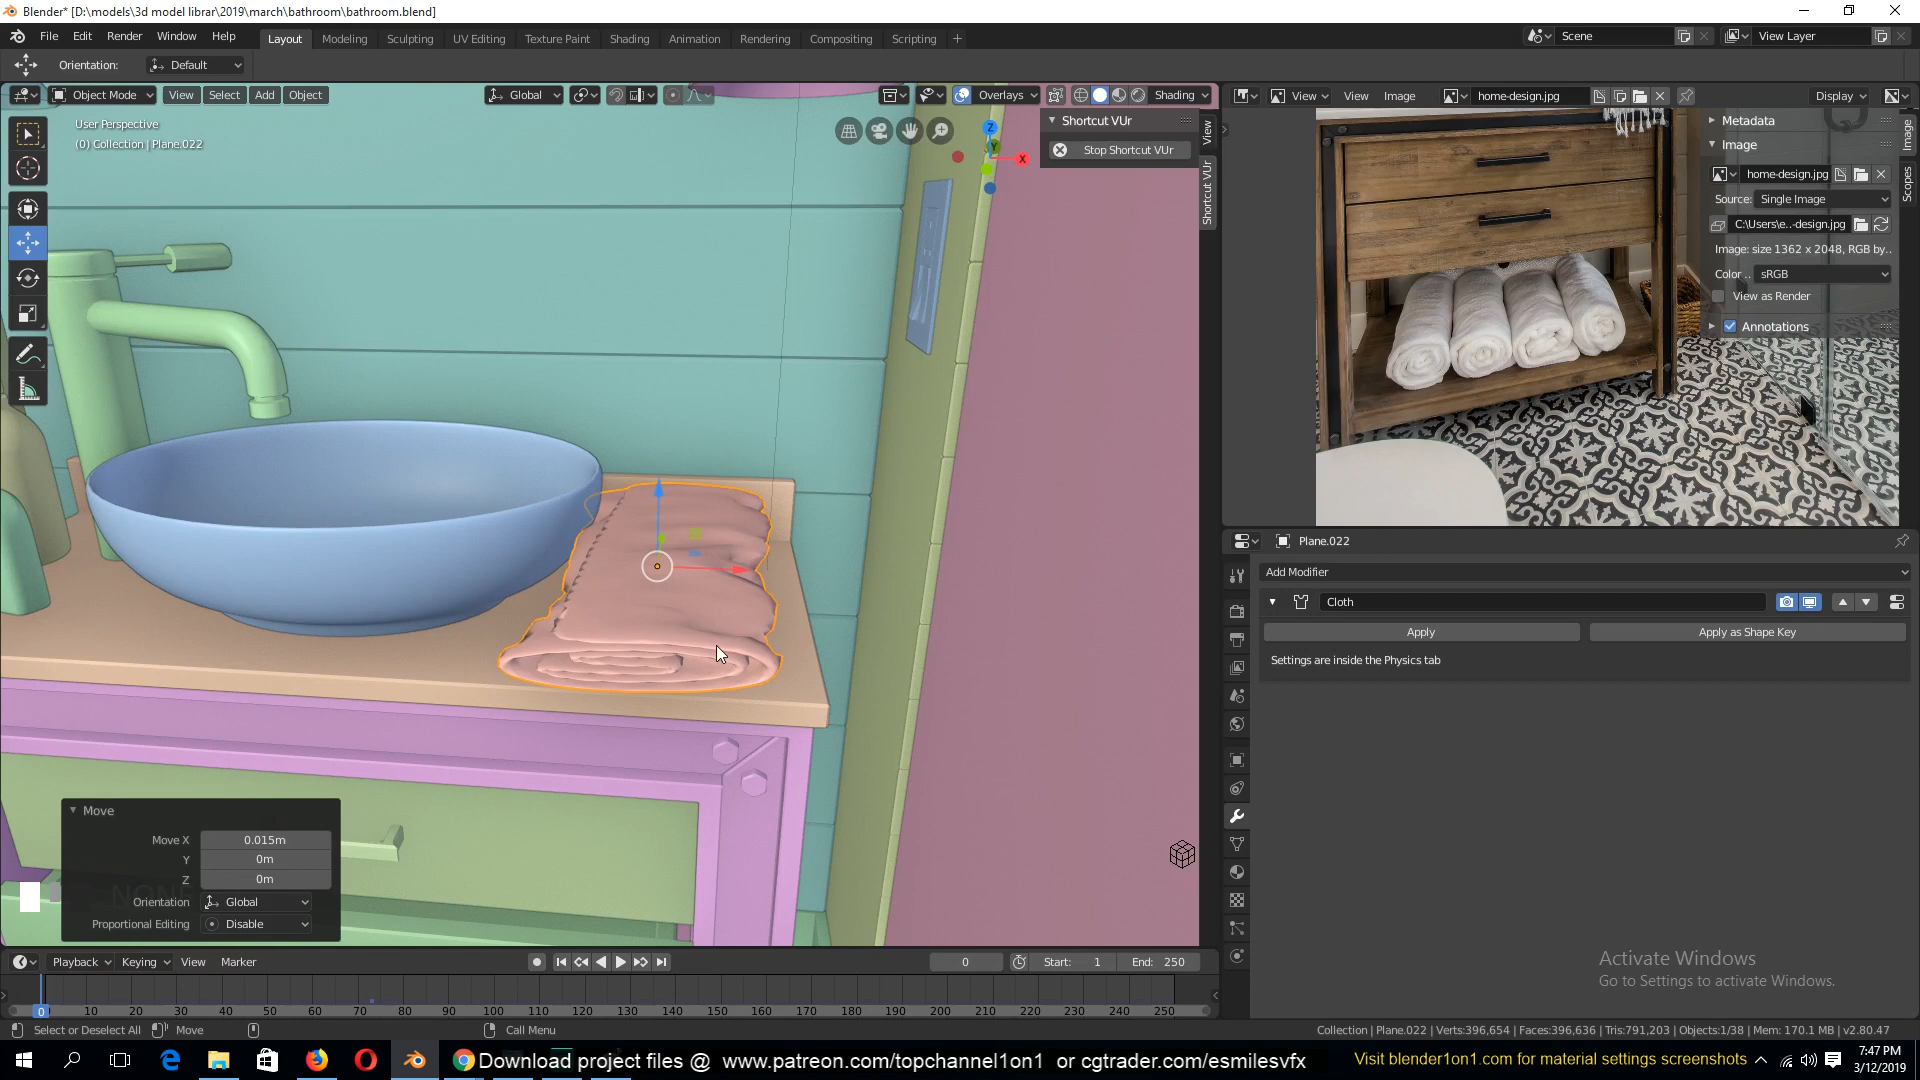 Blender* [D:\models\3d model librar\2019\march\bathroom\bathroom.blend]
File Edit Render Window Help Layout Modeling Sculpting UV Editing Texture Paint Shading Animation Rendering Compositing Scripting + Scene View Layer
Orientation: Default
Object Mode View Select Add Object Global Overlays Shading View View Image home-design.jpg Display
User Perspective
(0) Collection | Plane.022
Shortcut VUr
Stop Shortcut VUr
View
Shortcut VUr
Z
Y
X
Metadata
Image
home-design.jpg
Source: Single Image
C:\Users\e..-design.jpg
Image: size 1362 x 2048, RGB by..
Color .. sRGB
View as Render
Annotations
Image
Scopes
Plane.022
Add Modifier
Cloth
Apply Apply as Shape Key
Settings are inside the Physics tab
Move
Move X 0.015m
Y 0m
Z 0m
Orientation Global
Proportional Editing Disable
Playback Keying View Marker 0 Start: 1 End: 250
0 10 20 30 40 50 60 70 80 90 100 110 120 130 140 150 160 170 180 190 200 210 220 230 240 250
Activate Windows
Go to Settings to activate Windows.
Select or Deselect All Move Call Menu Collection | Plane.022 | Verts:396,654 | Faces:396,636 | Tris:791,203 | Objects:1/38 | Mem: 170.1 MB | v2.80.47
Download project files @ www.patreon.com/topchannel1on1 or cgtrader.com/esmilesvfx
Visit blender1on1.com for material settings screenshots
7:47 PM
3/12/2019